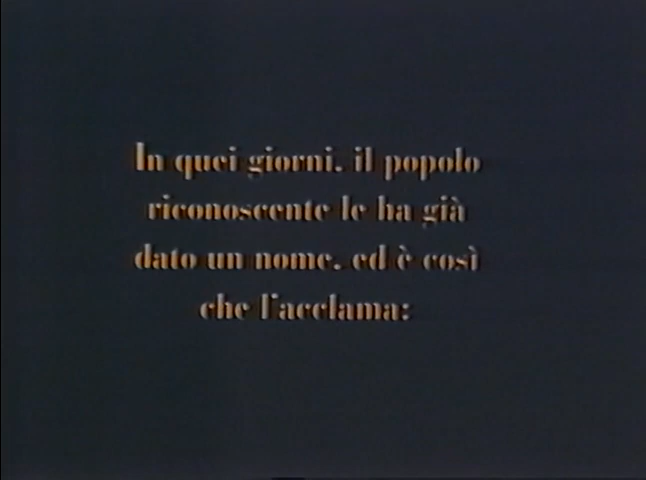 In quei giorni, il popolo
riconoscente le ha già
dato un nome, ed è così
che l'acclama: